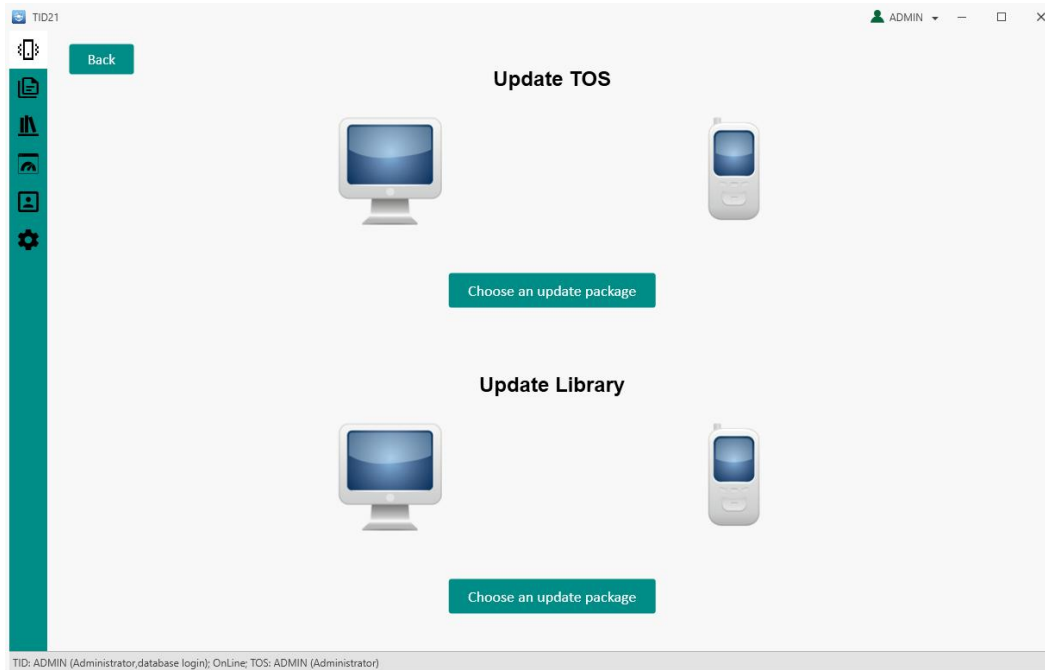 TID21
ADMIN
Back
Update TOS
Choose an update package
Update Library
Choose an update package
TID: ADMIN (Administrator,database login); OnLine; TOS: ADMIN (Administrator)